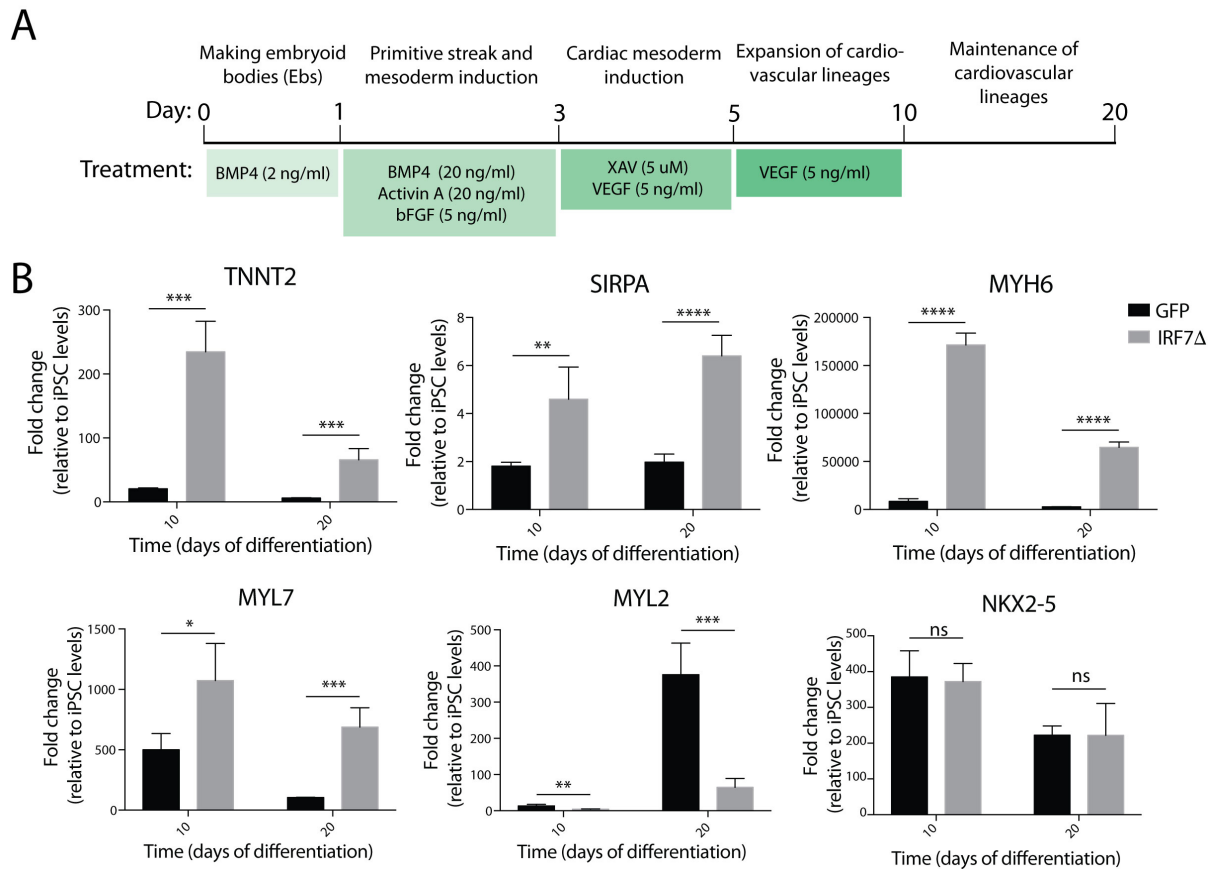 A
Making embryoid
bodies (Ebs)
Primitive streak and
mesoderm induction
Cardiac mesoderm
induction
Expansion of cardio-
vascular lineages
Maintenance of
cardiovascular
lineages
Day: 0 1 3 5 10 20
Treatment:
BMP4 (2 ng/ml)
BMP4 (20 ng/ml)
Activin A (20 ng/ml)
bFGF (5 ng/ml)
XAV (5 uM)
VEGF (5 ng/ml)
VEGF (5 ng/ml)
B
TNNT2
Fold change
(relative to iPSC levels)
300
200
100
0
***
***
10
20
Time (days of differentiation)
SIRPA
Fold change
(relative to iPSC levels)
8
6
4
2
0
**
****
10
20
Time (days of differentiation)
MYH6
Fold change
(relative to iPSC levels)
200000
150000
100000
50000
0
****
****
10
20
Time (days of differentiation)
GFP
IRF7Δ
MYL7
Fold change
(relative to iPSC levels)
1500
1000
500
0
*
***
10
20
Time (days of differentiation)
MYL2
Fold change
(relative to iPSC levels)
500
400
300
200
100
0
**
***
10
20
Time (days of differentiation)
NKX2-5
Fold change
(relative to iPSC levels)
500
400
300
200
100
0
ns
ns
10
20
Time (days of differentiation)